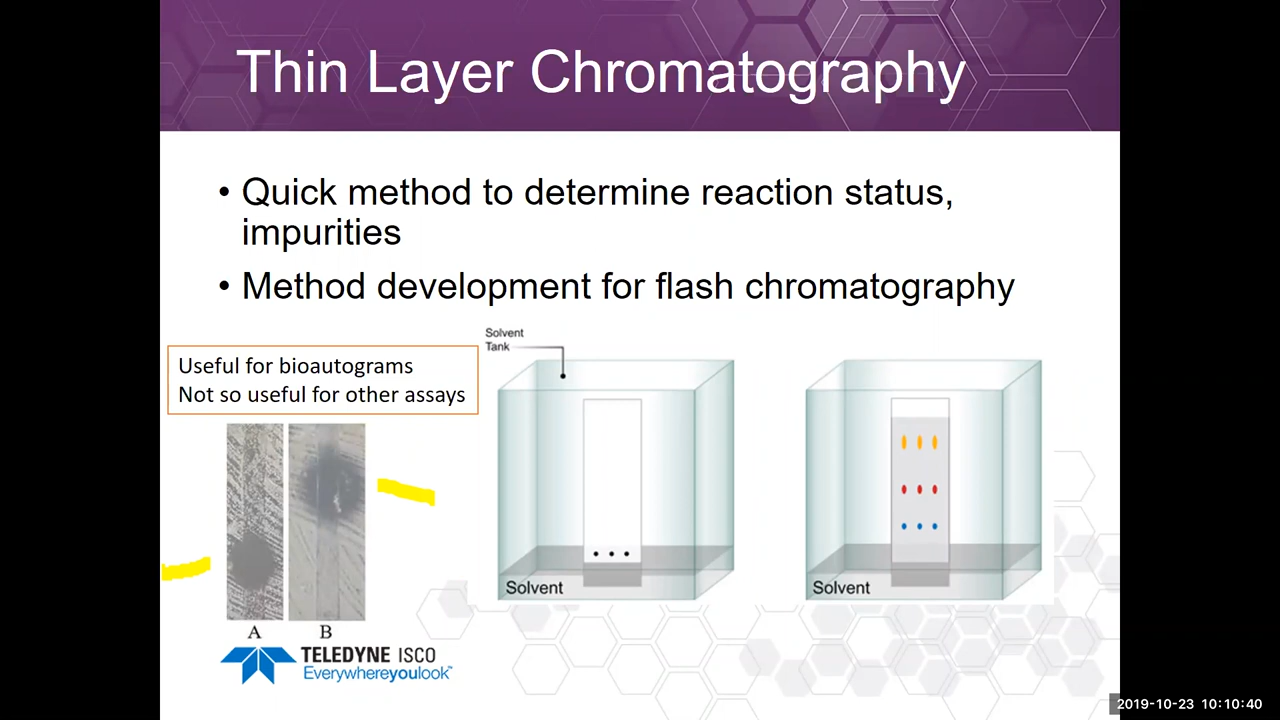 Thin Layer Chromatography
• Quick method to determine reaction status,
impurities
• Method development for flash chromatography
Useful for bioautograms
Not so useful for other assays
Solvent
Tank
Solvent
Solvent
A B
TELEDYNE ISCO
Everywhereyoulook™
2019-10-23 10:10:40